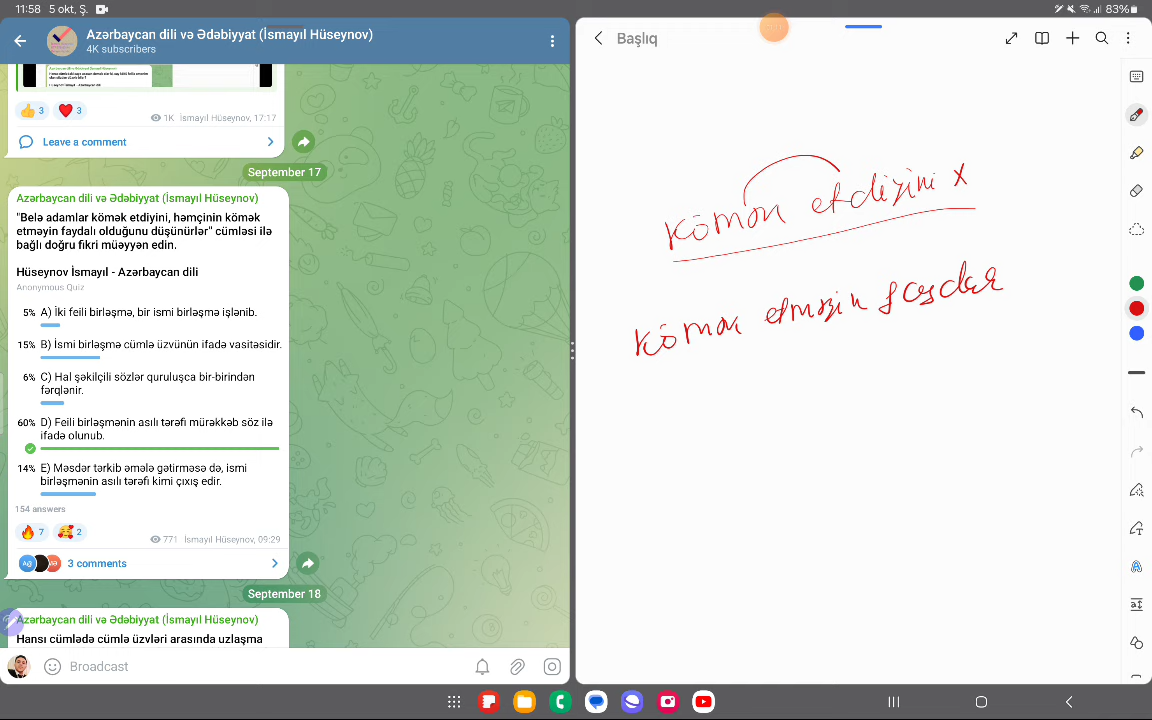 11:58 5 okt, Ş.
83%
Azərbaycan dili və Ədəbiyyat (İsmayıl Hüseynov)
4K subscribers
👍 3 ❤️ 3
1K İsmayıl Hüseynov, 17:17
Leave a comment
September 17
Azərbaycan dili və Ədəbiyyat (İsmayıl Hüseynov)
"Belə adamlar kömək etdiyini, həmçinin kömək
etməyin faydalı olduğunu düşünürlər" cümləsi ilə
bağlı doğru fikri müəyyən edin.
Hüseynov İsmayıl - Azərbaycan dili
Anonymous Quiz
5% A) İki feili birləşmə, bir ismi birləşmə işlənib.
15% B) İsmi birləşmə cümlə üzvünün ifadə vasitəsidir.
6% C) Hal şəkilçili sözlər quruluşca bir-birindən
fərqlənir.
60% D) Feili birləşmənin asılı tərəfi mürəkkəb söz ilə
ifadə olunub.
14% E) Məsdər tərkib əmələ gətirməsə də, ismi
birləşmənin asılı tərəfi kimi çıxış edir.
154 answers
🔥 7 🥰 2
771 İsmayıl Hüseynov, 09:29
3 comments
September 18
Azərbaycan dili və Ədəbiyyat (İsmayıl Hüseynov)
Hansı cümlədə cümlə üzvləri arasında uzlaşma
Broadcast
Başlıq
kömək etdiyini x
kömək etməyin